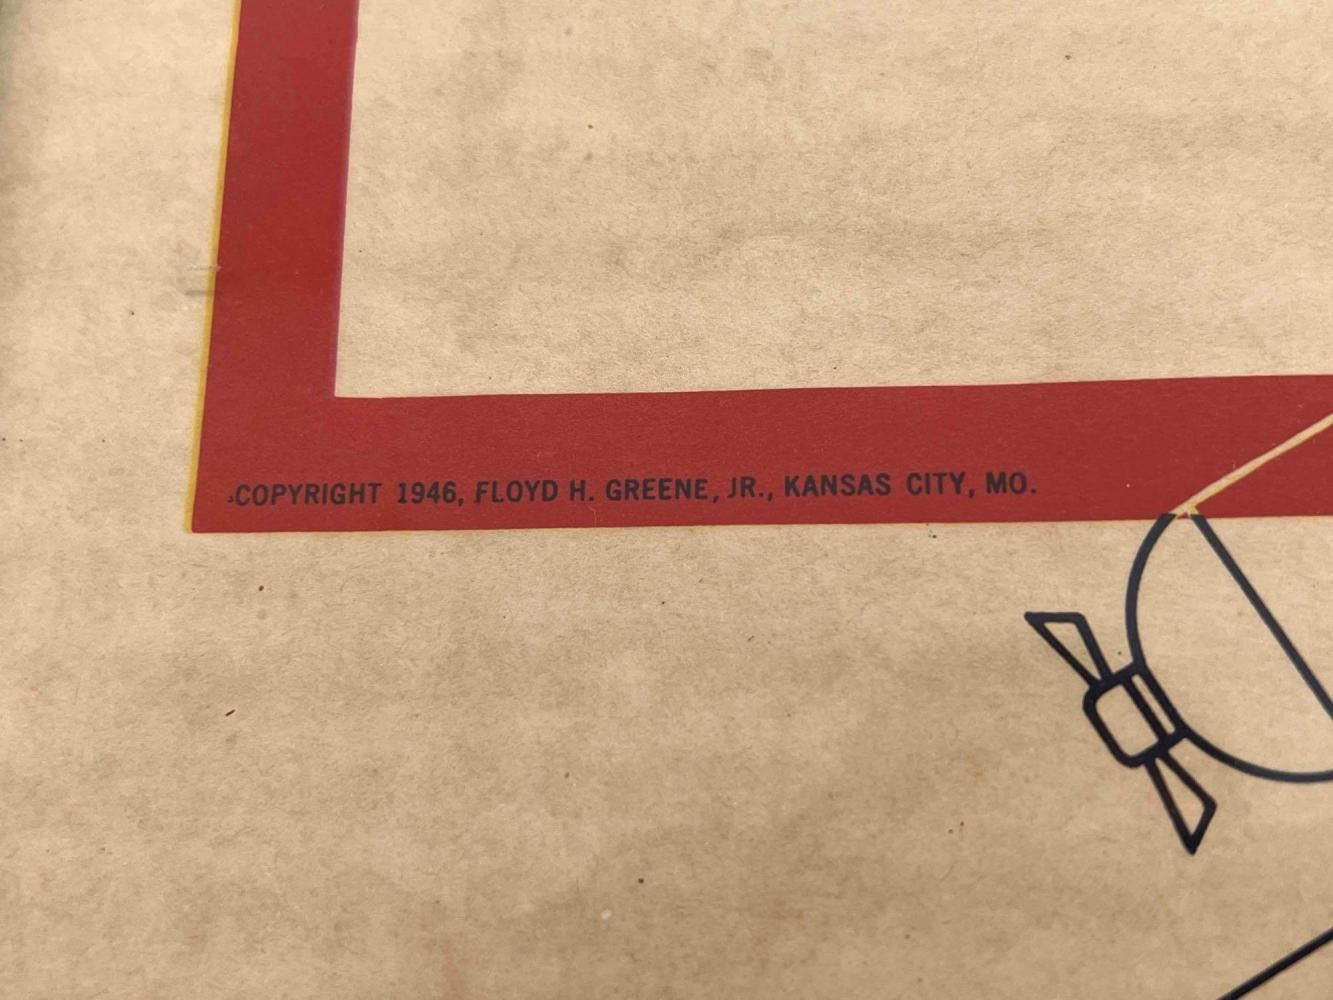 COPYRIGHT 1946, FLOYD H. GREENE, JR., KANSAS CITY, MO.